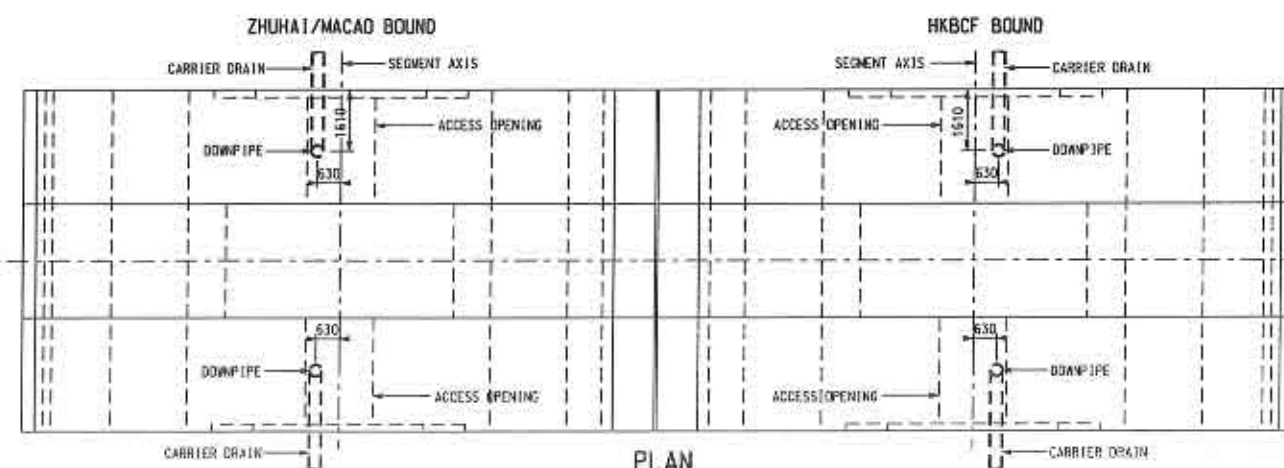 ZHUHAI/MACAO BOUND
HKBCF BOUND
CARRIER DRAIN
SEGMENT AXIS
SEGMENT AXIS
CARRIER DRAIN
1610
ACCESS OPENING
ACCESS OPENING
1610
DOWNPIPE
DOWNPIPE
630
630
630
630
DOWNPIPE
DOWNPIPE
ACCESS OPENING
ACCESS OPENING
CARRIER DRAIN
PLAN
CARRIER DRAIN